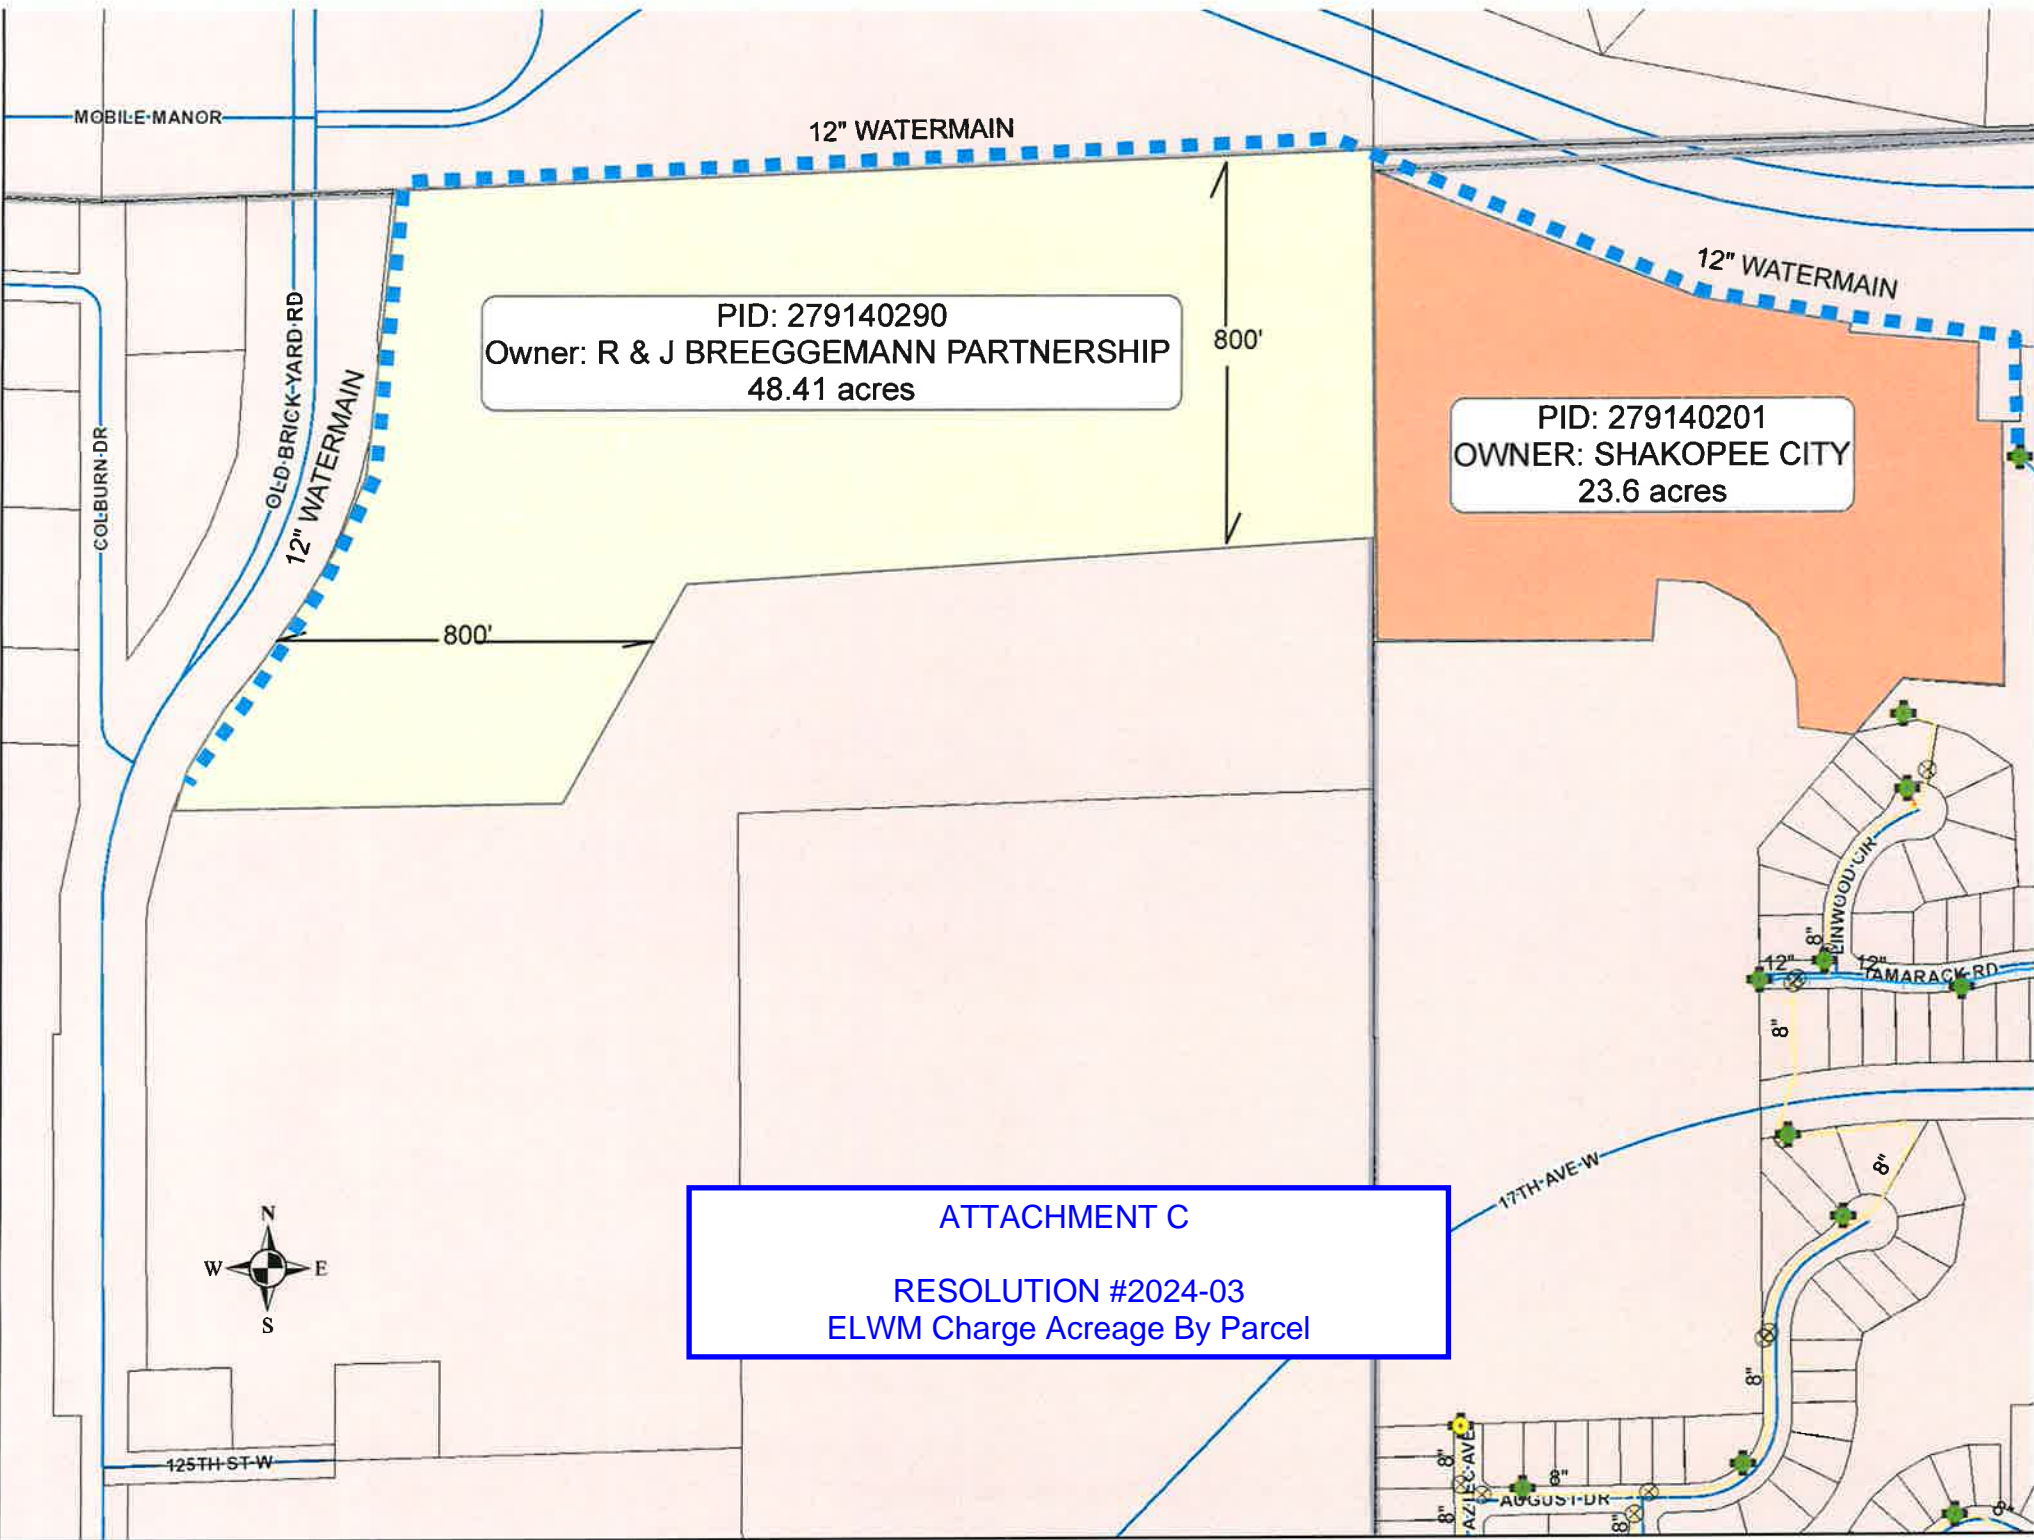 MOBILE MANOR
12" WATERMAIN
12" WATERMAIN
PID: 279140290
Owner: R & J BREEGGEMANN PARTNERSHIP
48.41 acres
800'
OLD BRICK YARD RD
12" WATERMAIN
COLBURN DR
PID: 279140201
OWNER: SHAKOPEE CITY
23.6 acres
800'
LINWOOD CIR
8"
12"
12"
TAMARACK RD
8"
17TH AVE W
8"
N
W
E
S
ATTACHMENT C
RESOLUTION #2024-03
ELWM Charge Acreage By Parcel
8"
125TH ST W
8"
AZTEC AVE
8"
8"
AUGUST DR
8"
8"